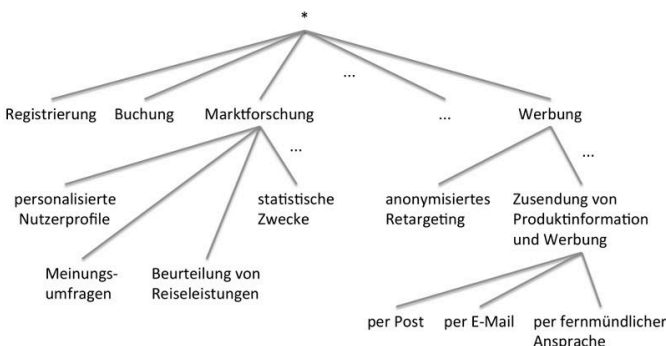 *
...
Registrierung Buchung Marktforschung ... Werbung
... ...
personalisierte
Nutzerprofile
statistische
Zwecke
anonymisiertes
Retargeting
Zusendung von
Produktinformation
und Werbung
Meinungs-
umfragen
Beurteilung von
Reiseleistungen
per Post per E-Mail per fernmündlicher
Ansprache